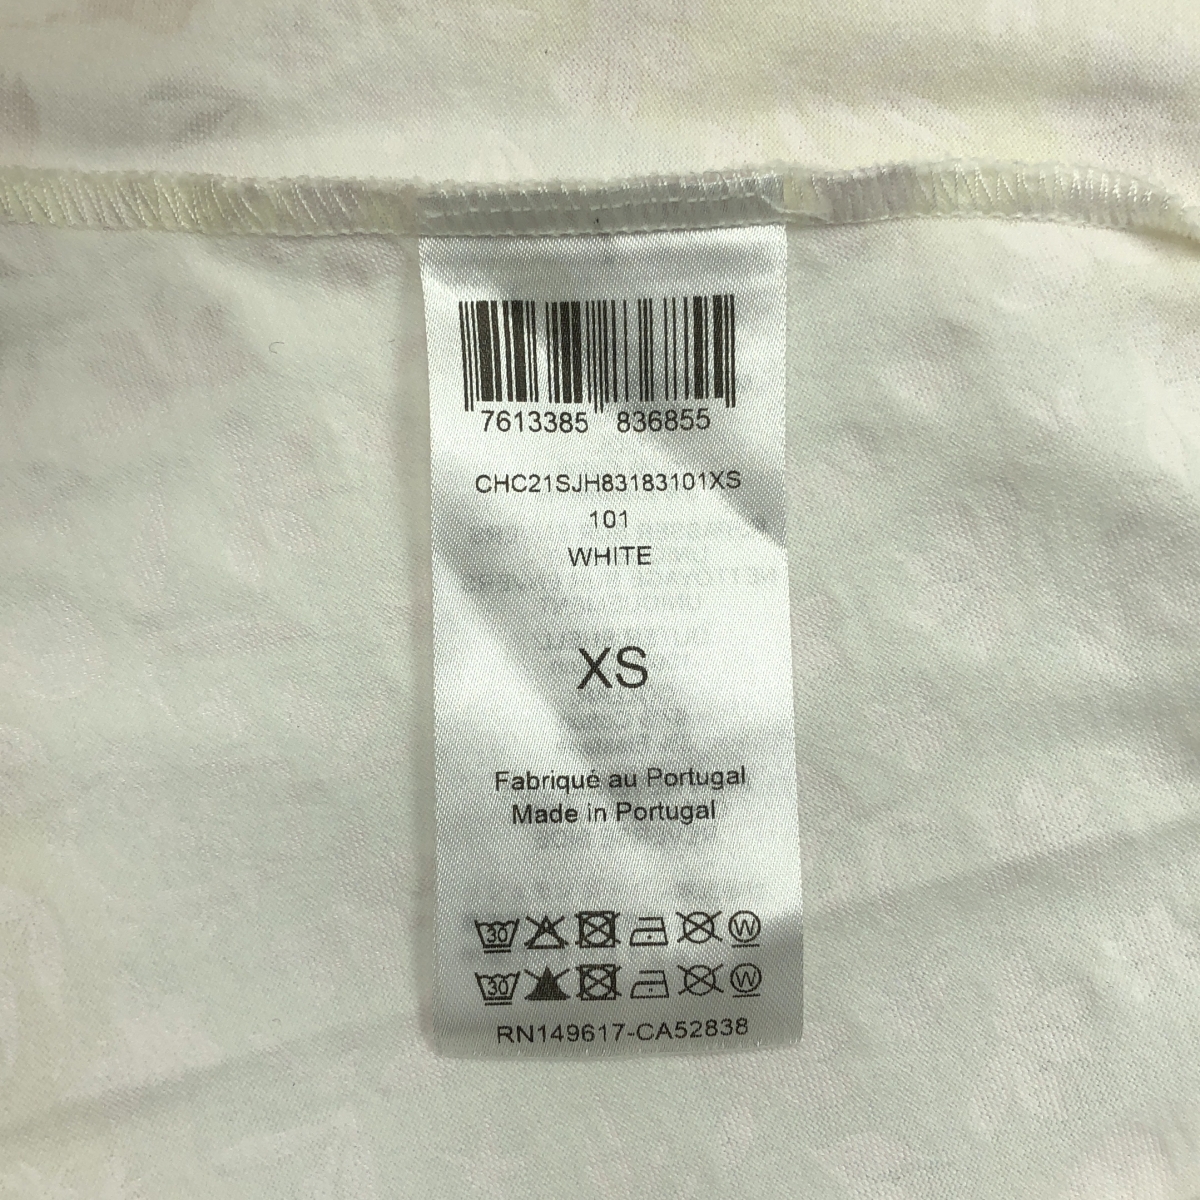 7613385 836855
CHC21SJH83183101XS
101
WHITE
XS
Fabriqué au Portugal
Made in Portugal
30 W
30 W
RN149617-CA52838